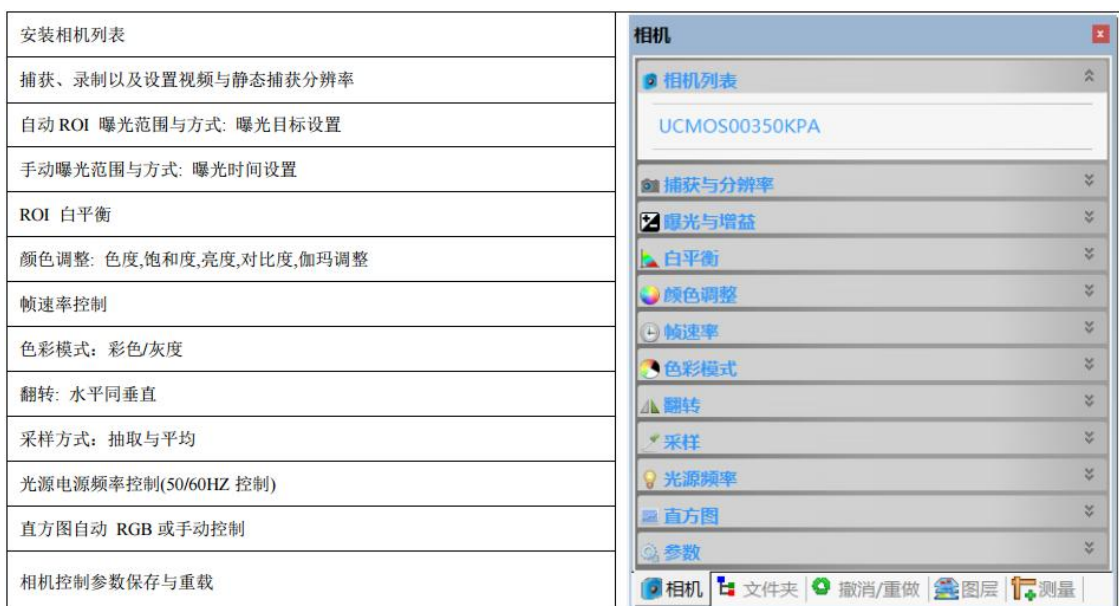 安装相机列表
捕获、录制以及设置视频与静态捕获分辨率
自动 ROI 曝光范围与方式: 曝光目标设置
手动曝光范围与方式: 曝光时间设置
ROI 白平衡
颜色调整: 色度,饱和度,亮度,对比度,伽玛调整
帧速率控制
色彩模式：彩色/灰度
翻转: 水平同垂直
采样方式：抽取与平均
光源电源频率控制(50/60HZ 控制)
直方图自动 RGB 或手动控制
相机控制参数保存与重载
相机
相机列表
UCMOS00350KPA
捕获与分辨率
曝光与增益
白平衡
颜色调整
帧速率
色彩模式
翻转
采样
光源频率
直方图
参数
相机 文件夹 撤消/重做 图层 测量